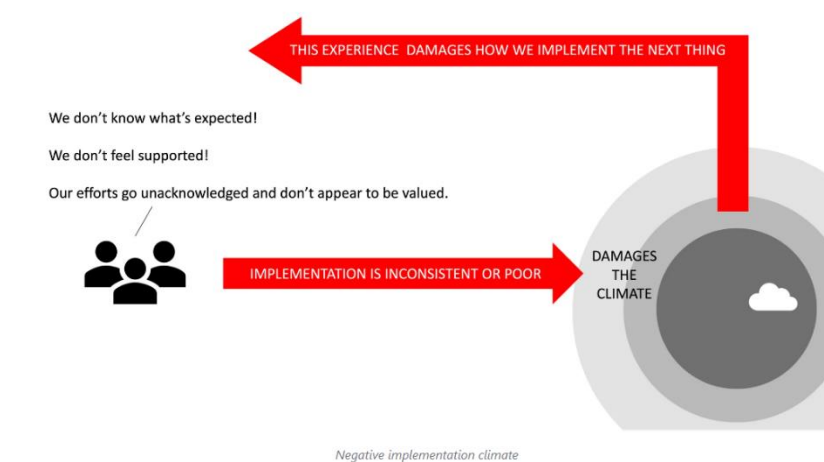 THIS EXPERIENCE  DAMAGES HOW WE IMPLEMENT THE NEXT THING
We don't know what's expected!
We don't feel supported!
Our efforts go unacknowledged and don't appear to be valued.
IMPLEMENTATION IS INCONSISTENT OR POOR
DAMAGES
THE
CLIMATE
Negative implementation climate